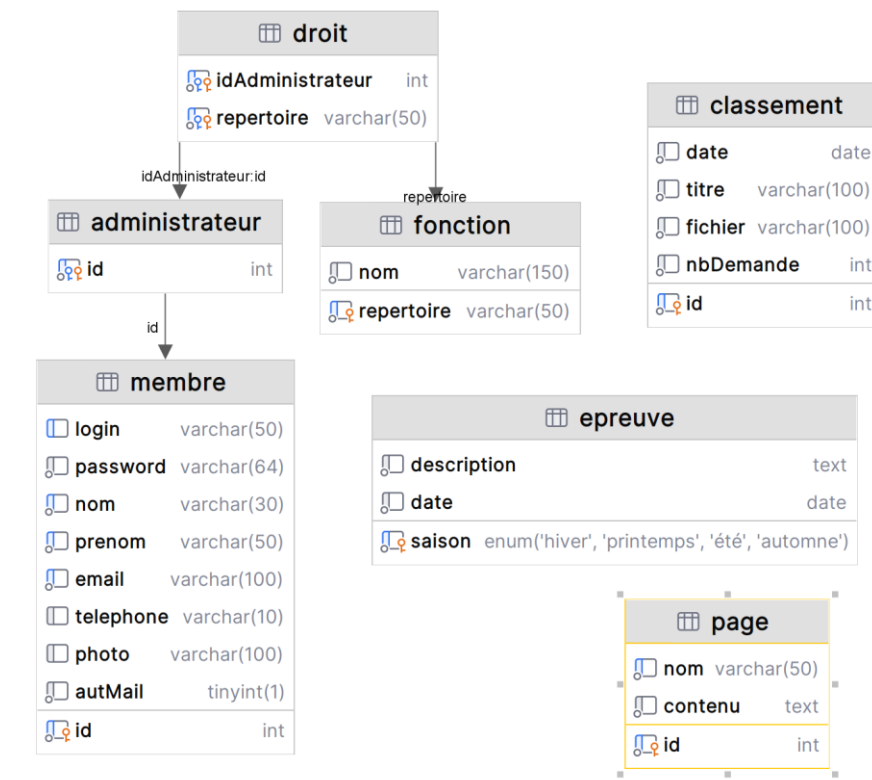 droit
idAdministrateur int
repertoire varchar(50)
idAdministrateur:id
repertoire
administrateur
id int
id
fonction
nom varchar(150)
repertoire varchar(50)
classement
date date
titre varchar(100)
fichier varchar(100)
nbDemande int
id int
membre
login varchar(50)
password varchar(64)
nom varchar(30)
prenom varchar(50)
email varchar(100)
telephone varchar(10)
photo varchar(100)
autMail tinyint(1)
id int
epreuve
description text
date date
saison enum('hiver', 'printemps', 'été', 'automne')
page
nom varchar(50)
contenu text
id int